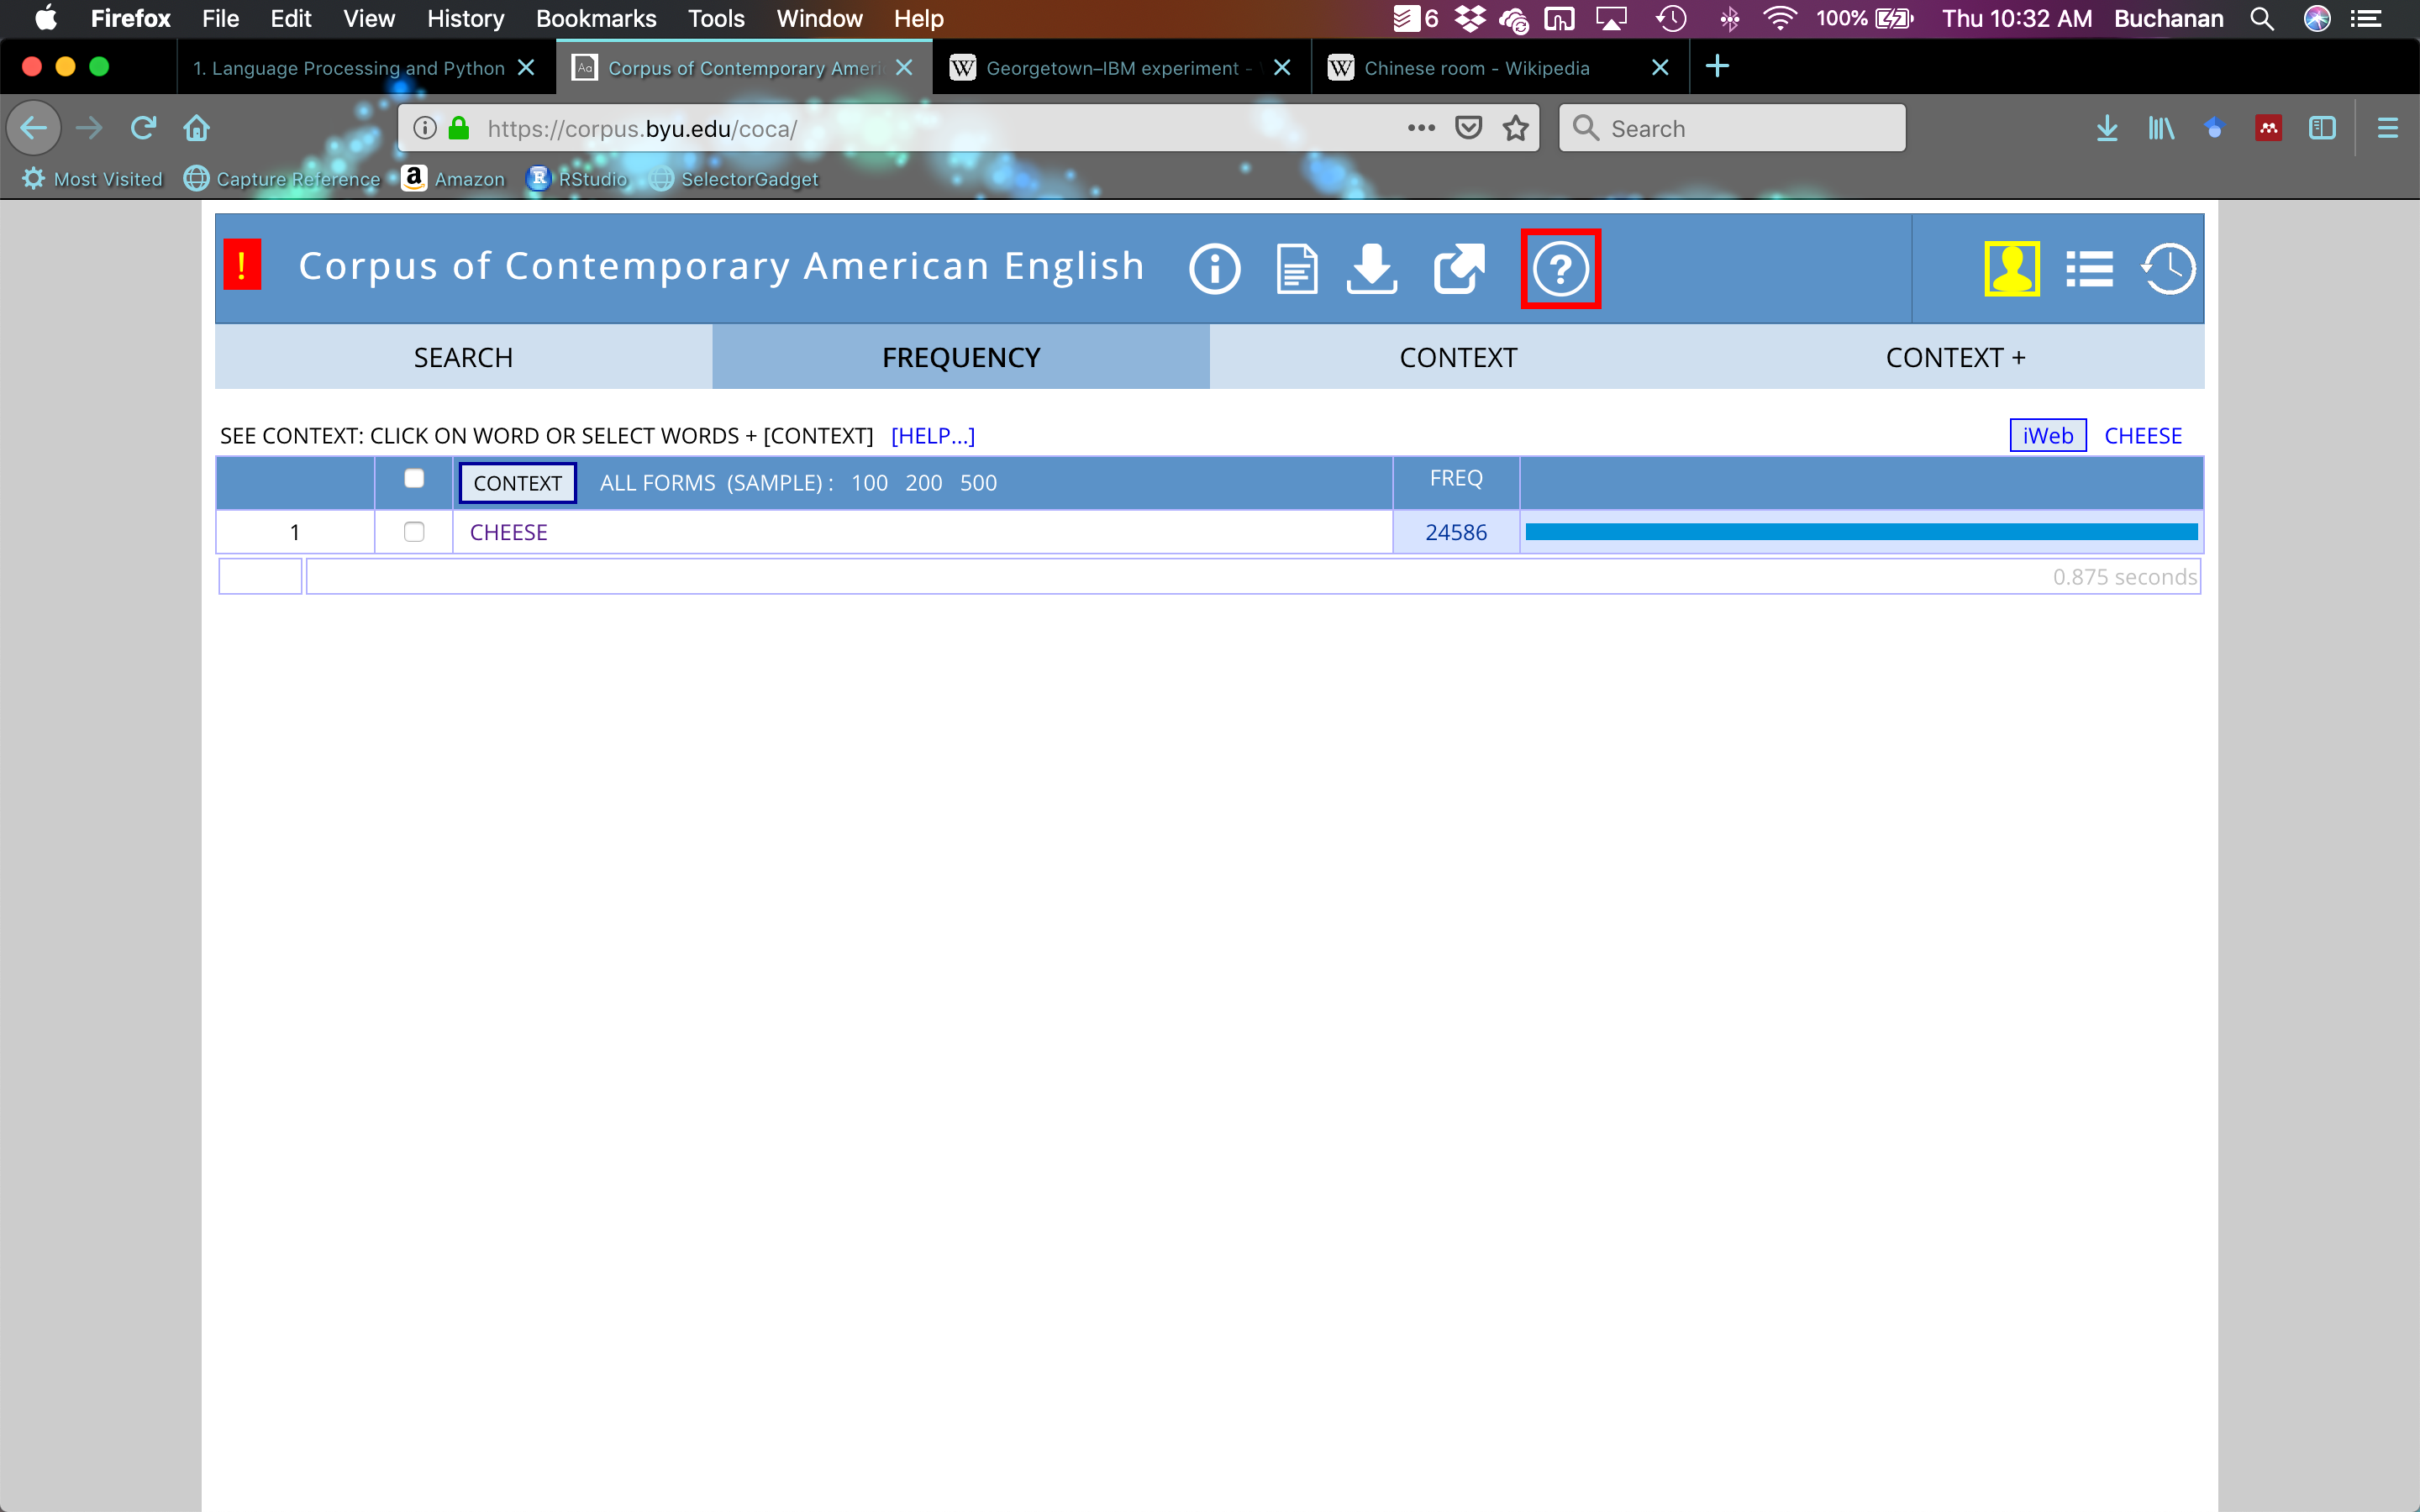 Firefox File Edit View History Bookmarks Tools Window Help 6 100% Thu 10:32 AM Buchanan
1. Language Processing and Python Aa Corpus of Contemporary Ameri W Georgetown–IBM experiment - W Chinese room - Wikipedia
https://corpus.byu.edu/coca/ Search
Most Visited Capture Reference a Amazon R RStudio SelectorGadget
! Corpus of Contemporary American English i ?
SEARCH FREQUENCY CONTEXT CONTEXT +
SEE CONTEXT: CLICK ON WORD OR SELECT WORDS + [CONTEXT] [HELP...] iWeb CHEESE
CONTEXT ALL FORMS (SAMPLE) : 100 200 500 FREQ
1 CHEESE 24586
0.875 seconds